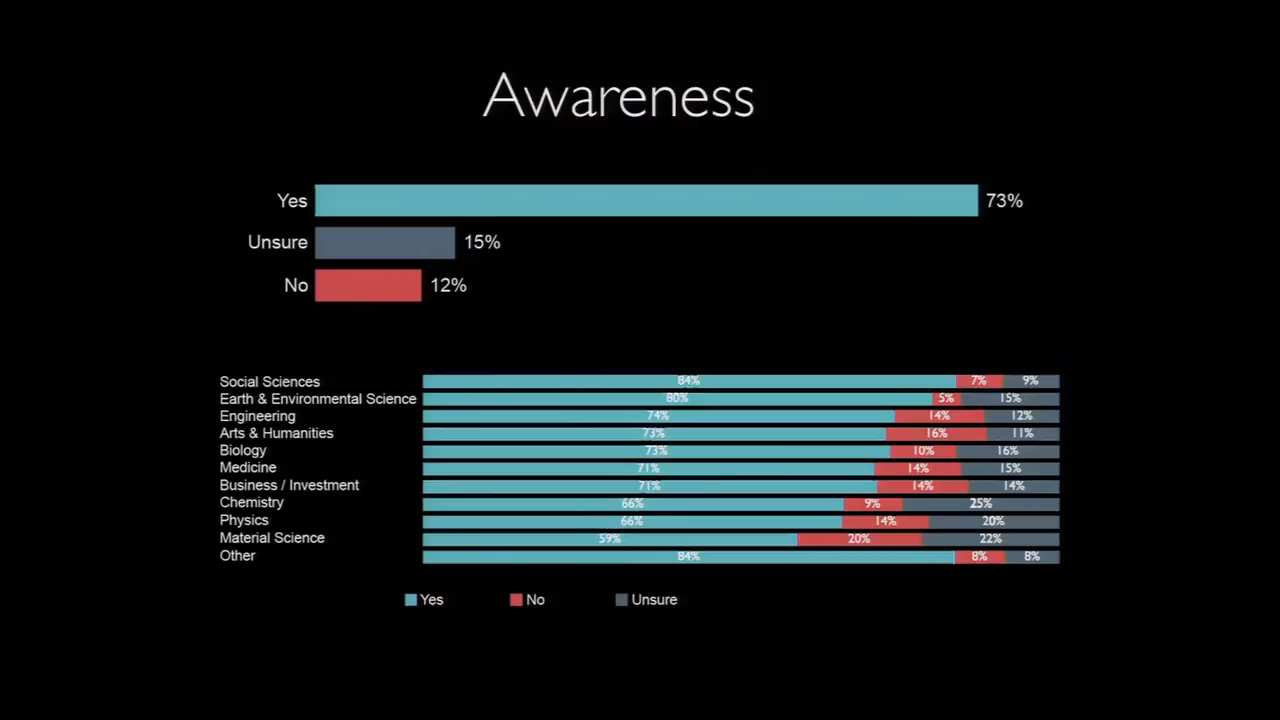 Awareness
Yes 73%
Unsure 15%
No 12%
Social Sciences 84% 7% 9%
Earth & Environmental Science 80% 5% 15%
Engineering 74% 14% 12%
Arts & Humanities 73% 16% 11%
Biology 73% 10% 16%
Medicine 71% 14% 15%
Business / Investment 71% 14% 14%
Chemistry 66% 9% 25%
Physics 66% 14% 20%
Material Science 59% 20% 22%
Other 84% 8% 8%
Yes No Unsure